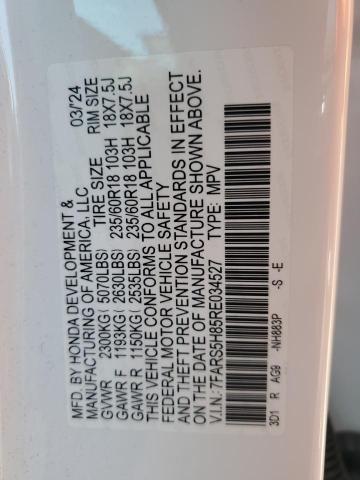 MFD. BY HONDA DEVELOPMENT & 03/'24
MANUFACTURING OF AMERICA, LLC
TIRE SIZE RIM SIZE
GVWR 2300KG ( 5070LBS)
GAWR F 1193KG ( 2630LBS) 235/60R18 103H 18X7.5J
GAWR R 1150KG ( 2535LBS) 235/60R18 103H 18X7.5J
THIS VEHICLE CONFORMS TO ALL APPLICABLE
FEDERAL MOTOR VEHICLE SAFETY
AND THEFT PREVENTION STANDARDS IN EFFECT
ON THE DATE OF MANUFACTURE SHOWN ABOVE.
V.I.N.: 7FARS5H85RE034527 TYPE: MPV
3D1 R AG9 -NH883P -S -E